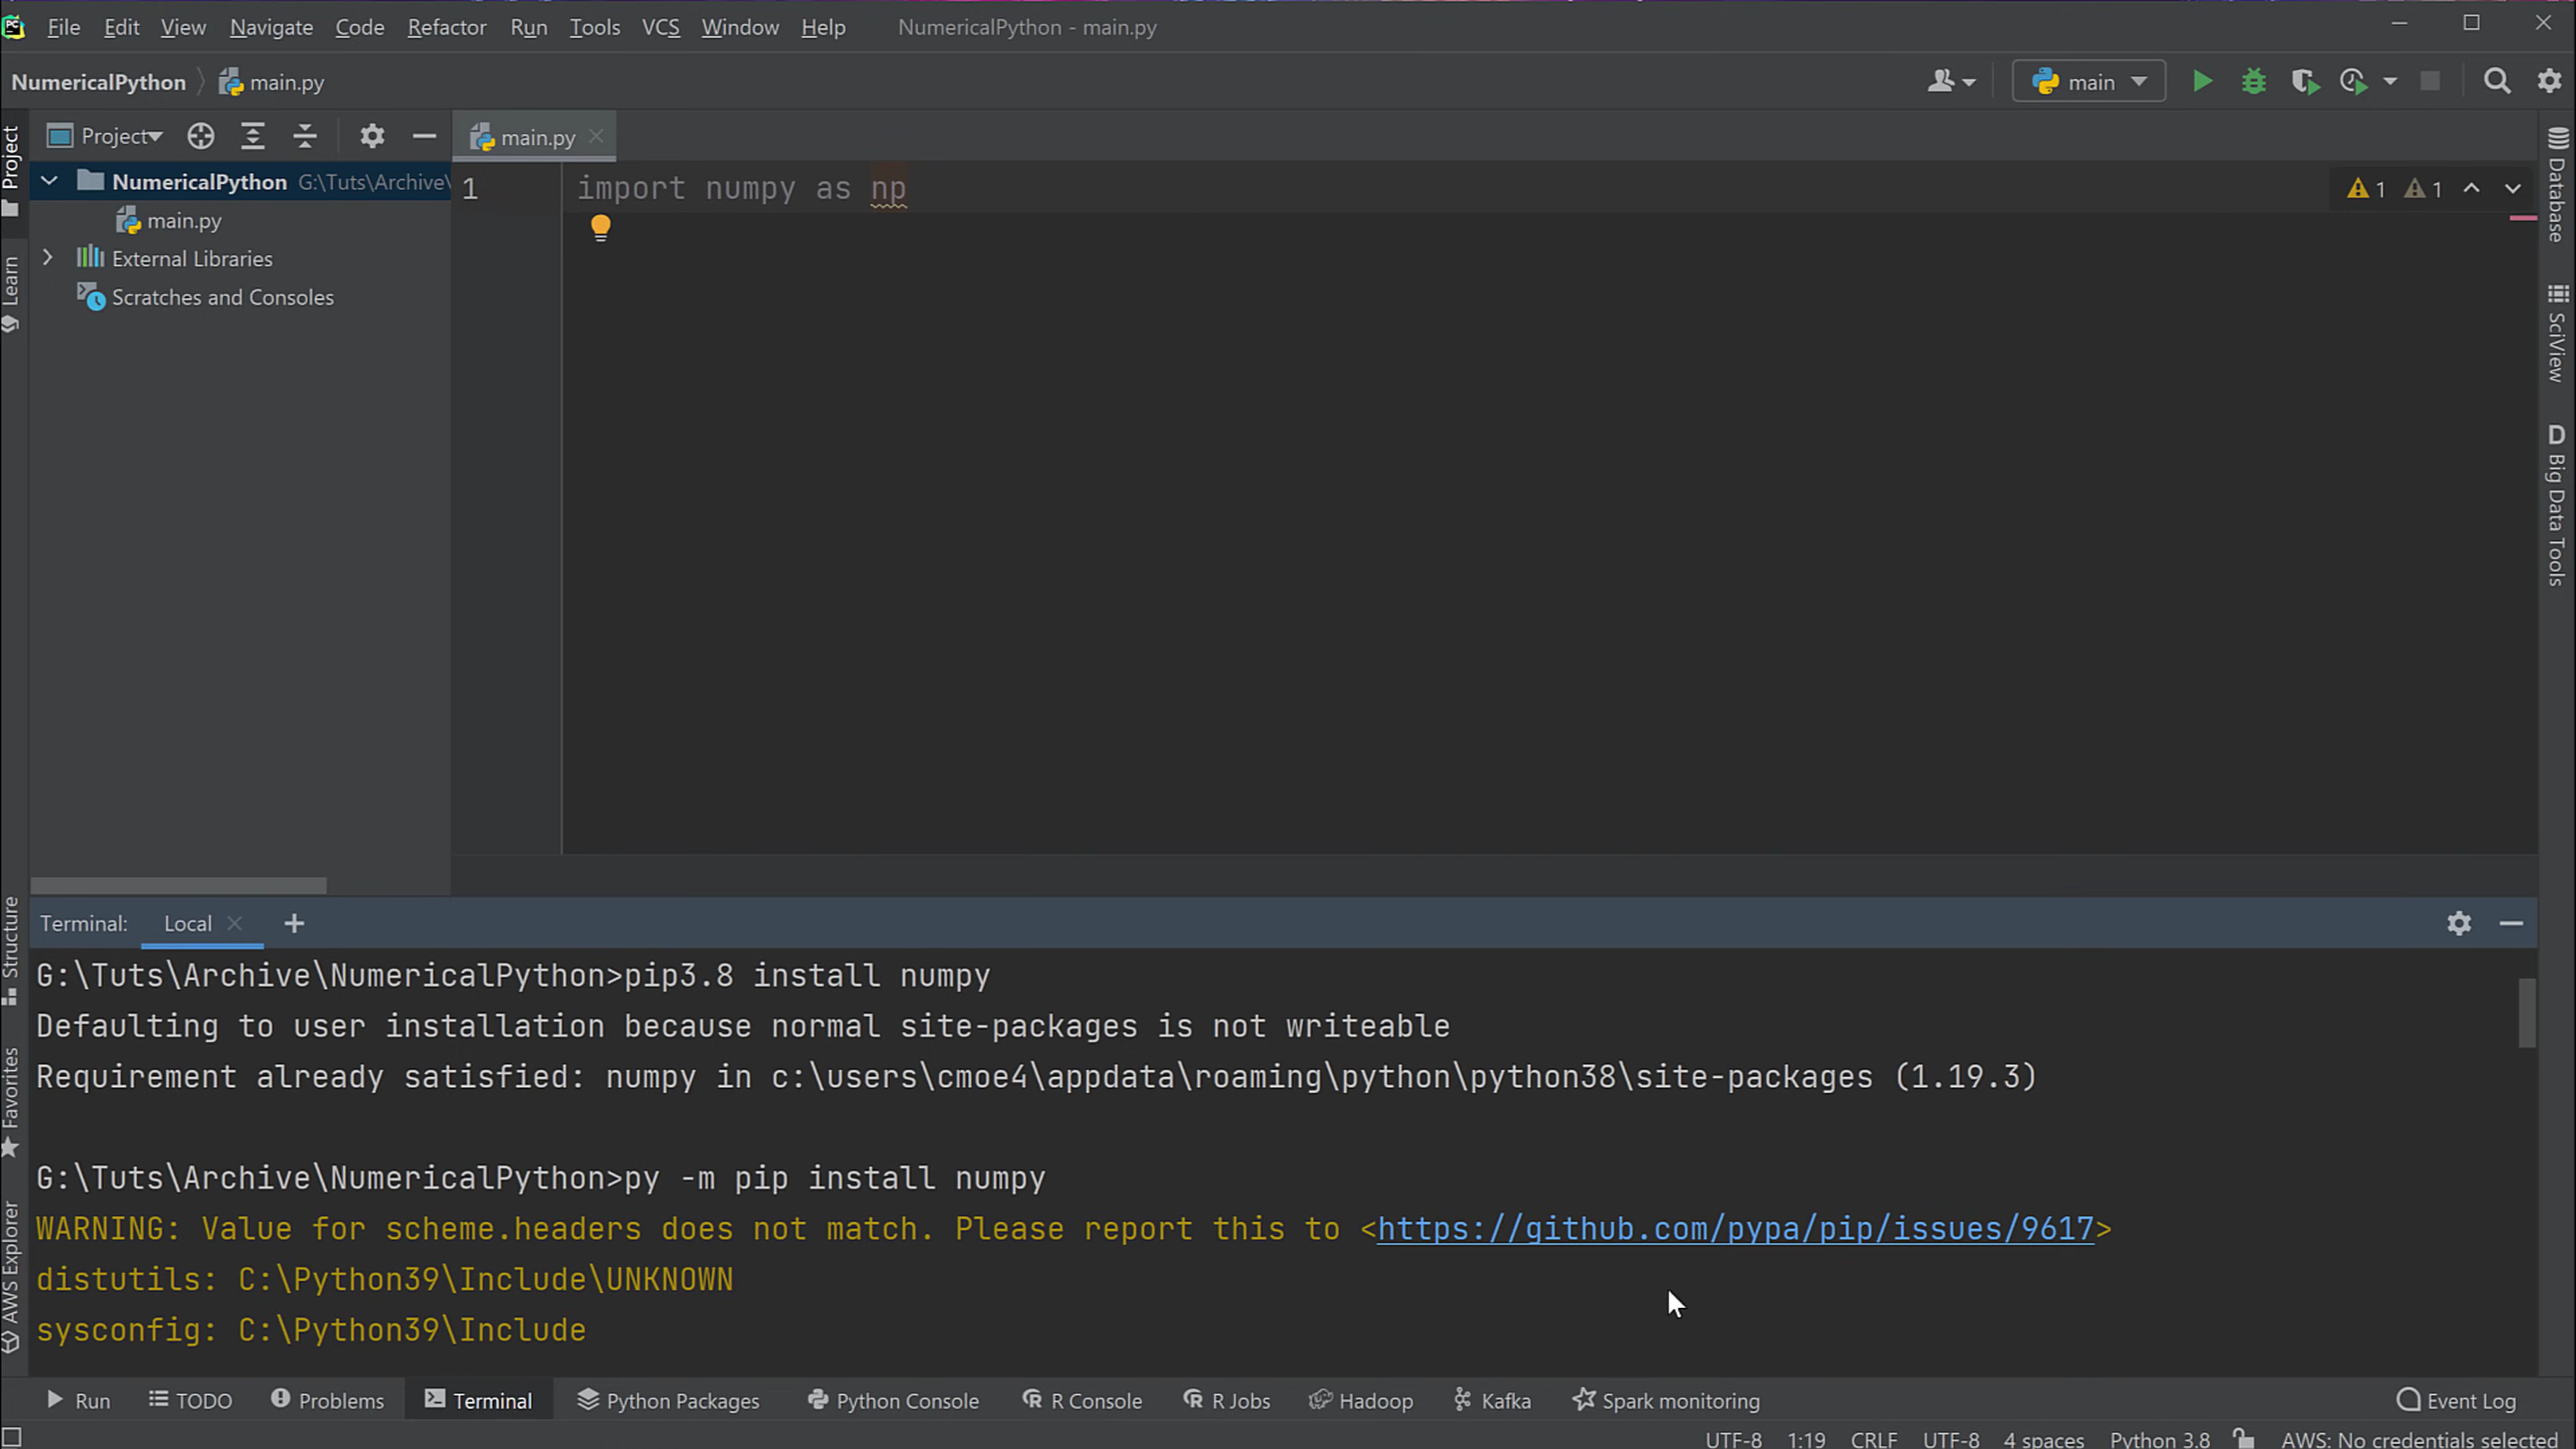 File Edit View Navigate Code Refactor Run Tools VCS Window Help NumericalPython - main.py
NumericalPython main.py main
Project main.py
NumericalPython G:\Tuts\Archive\
main.py
External Libraries
Scratches and Consoles
1 import numpy as np
1 1
Project
Learn
Structure
Favorites
AWS Explorer
Database
SciView
D Big Data Tools
Terminal: Local
G:\Tuts\Archive\NumericalPython>pip3.8 install numpy
Defaulting to user installation because normal site-packages is not writeable
Requirement already satisfied: numpy in c:\users\cmoe4\appdata\roaming\python\python38\site-packages (1.19.3)
G:\Tuts\Archive\NumericalPython>py -m pip install numpy
WARNING: Value for scheme.headers does not match. Please report this to <https://github.com/pypa/pip/issues/9617>
distutils: C:\Python39\Include\UNKNOWN
sysconfig: C:\Python39\Include
Run TODO Problems Terminal Python Packages Python Console R Console R Jobs Hadoop Kafka Spark monitoring Event Log
UTF-8 1:19 CRLF UTF-8 4 spaces Python 3.8 AWS: No credentials selected